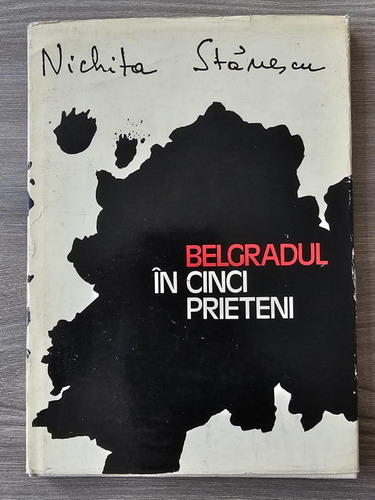 Nichita Stănescu
BELGRADUL
ÎN CINCI
PRIETENI